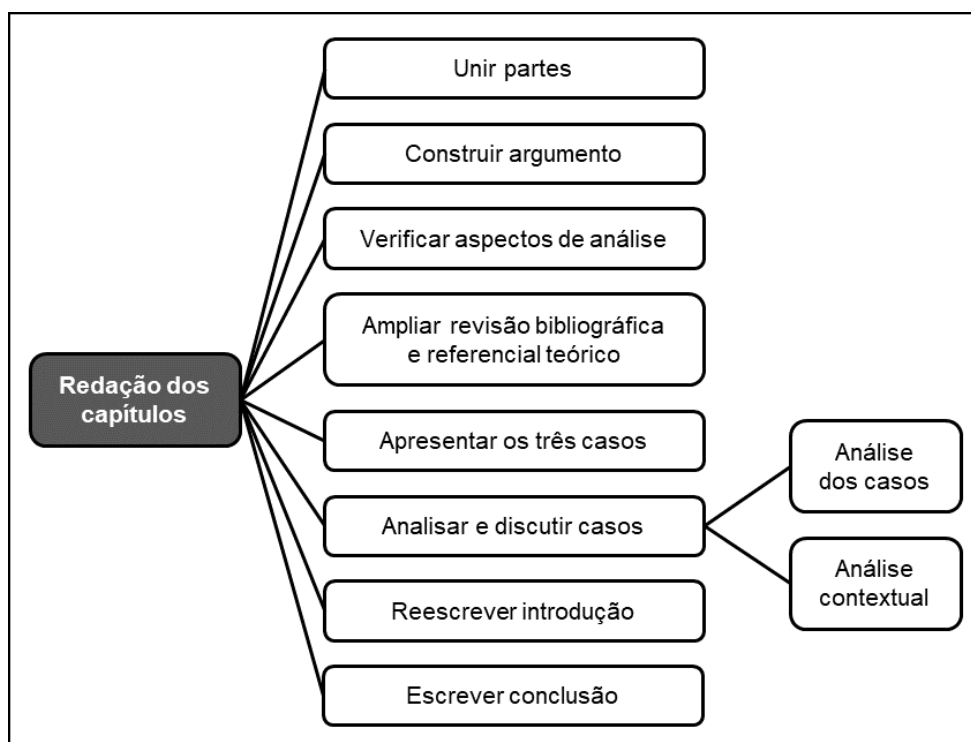 Redação dos
capítulos
Unir partes
Construir argumento
Verificar aspectos de análise
Ampliar revisão bibliográfica
e referencial teórico
Apresentar os três casos
Analisar e discutir casos
Análise
dos casos
Análise
contextual
Reescrever introdução
Escrever conclusão